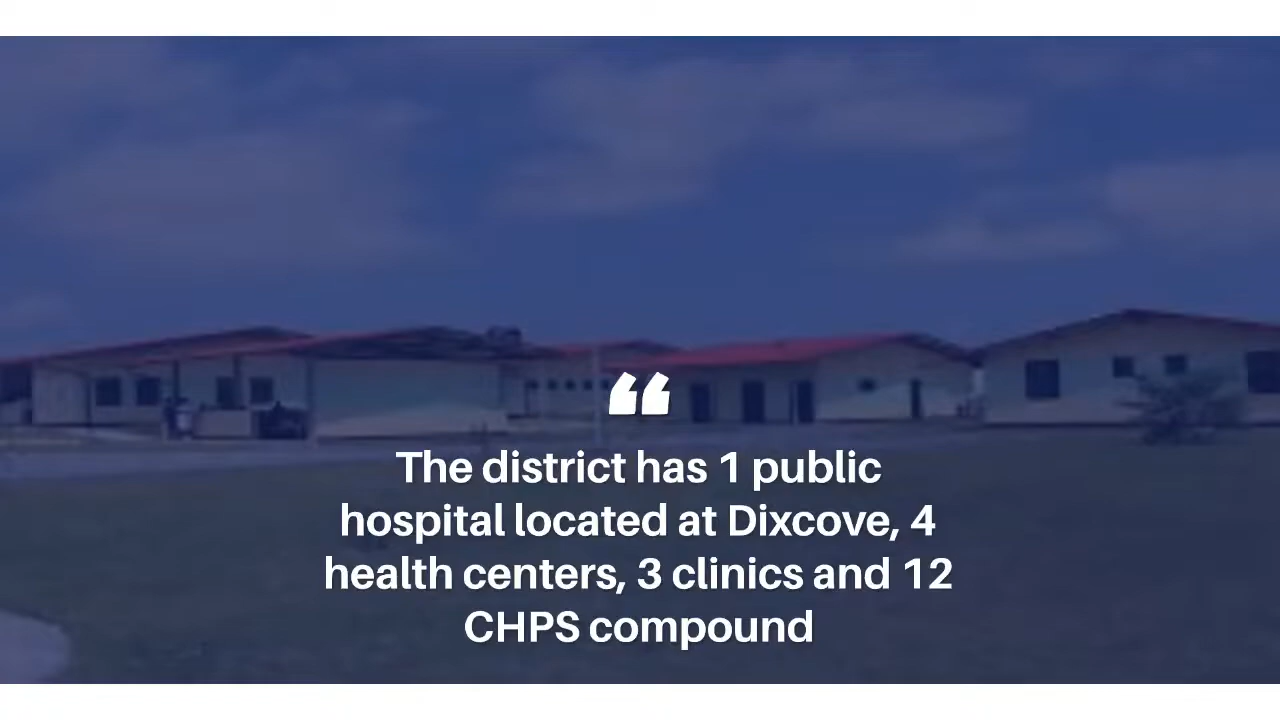 “
The district has 1 public
hospital located at Dixcove, 4
health centers, 3 clinics and 12
CHPS compound